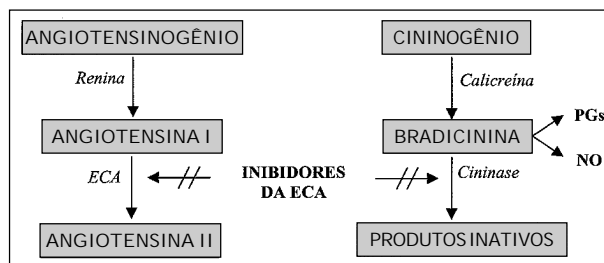 ANGIOTENSINOGÊNIO
CININOGÊNIO
Renina
Calicreína
PGs
ANGIOTENSINA I
BRADICININA
NO
ECA
INIBIDORES
DA ECA
Cininase
ANGIOTENSINA II
PRODUTOS INATIVOS